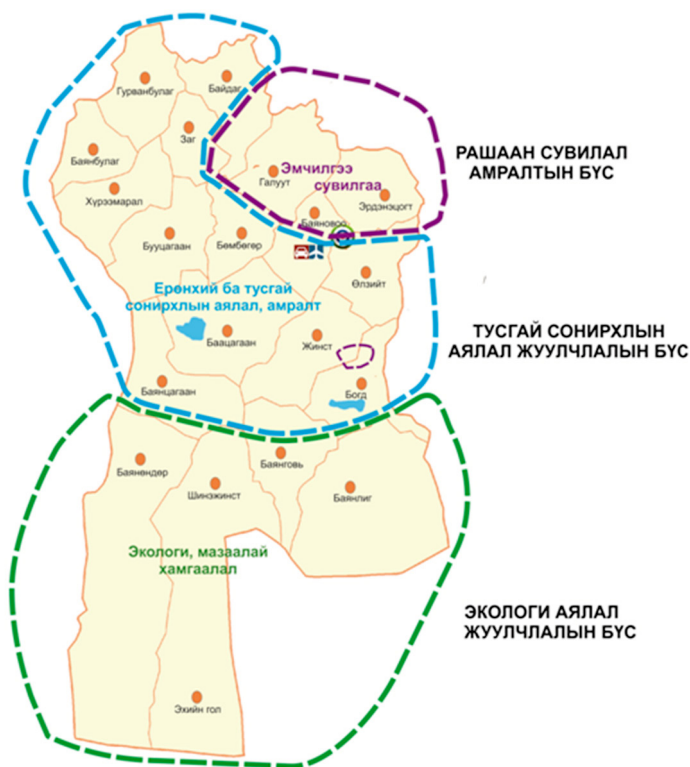 Гурванбулаг
Байдаг
Заг
Баянбулаг
Хүрээмарал
Эмчилгээ
сувилгаа
Галуут
Эрдэнэцогт
Баяновоо
РАШААН СУВИЛАЛ
АМРАЛТЫН БҮС
Бууцагаан
Бөмбөгөр
Өлзийт
Ерөнхий ба тусгай
сонирхлын аялал, амралт
Баацагаан
Жинст
ТУСГАЙ СОНИРХЛЫН
АЯЛАЛ ЖУУЛЧЛАЛЫН БҮС
Баянцагаан
Богд
Баянөндөр
Баянговь
Шинэжинст
Баянлиг
Экологи, мазаалай
хамгаалал
ЭКОЛОГИ АЯЛАЛ
ЖУУЛЧЛАЛЫН БҮС
Эхийн гол